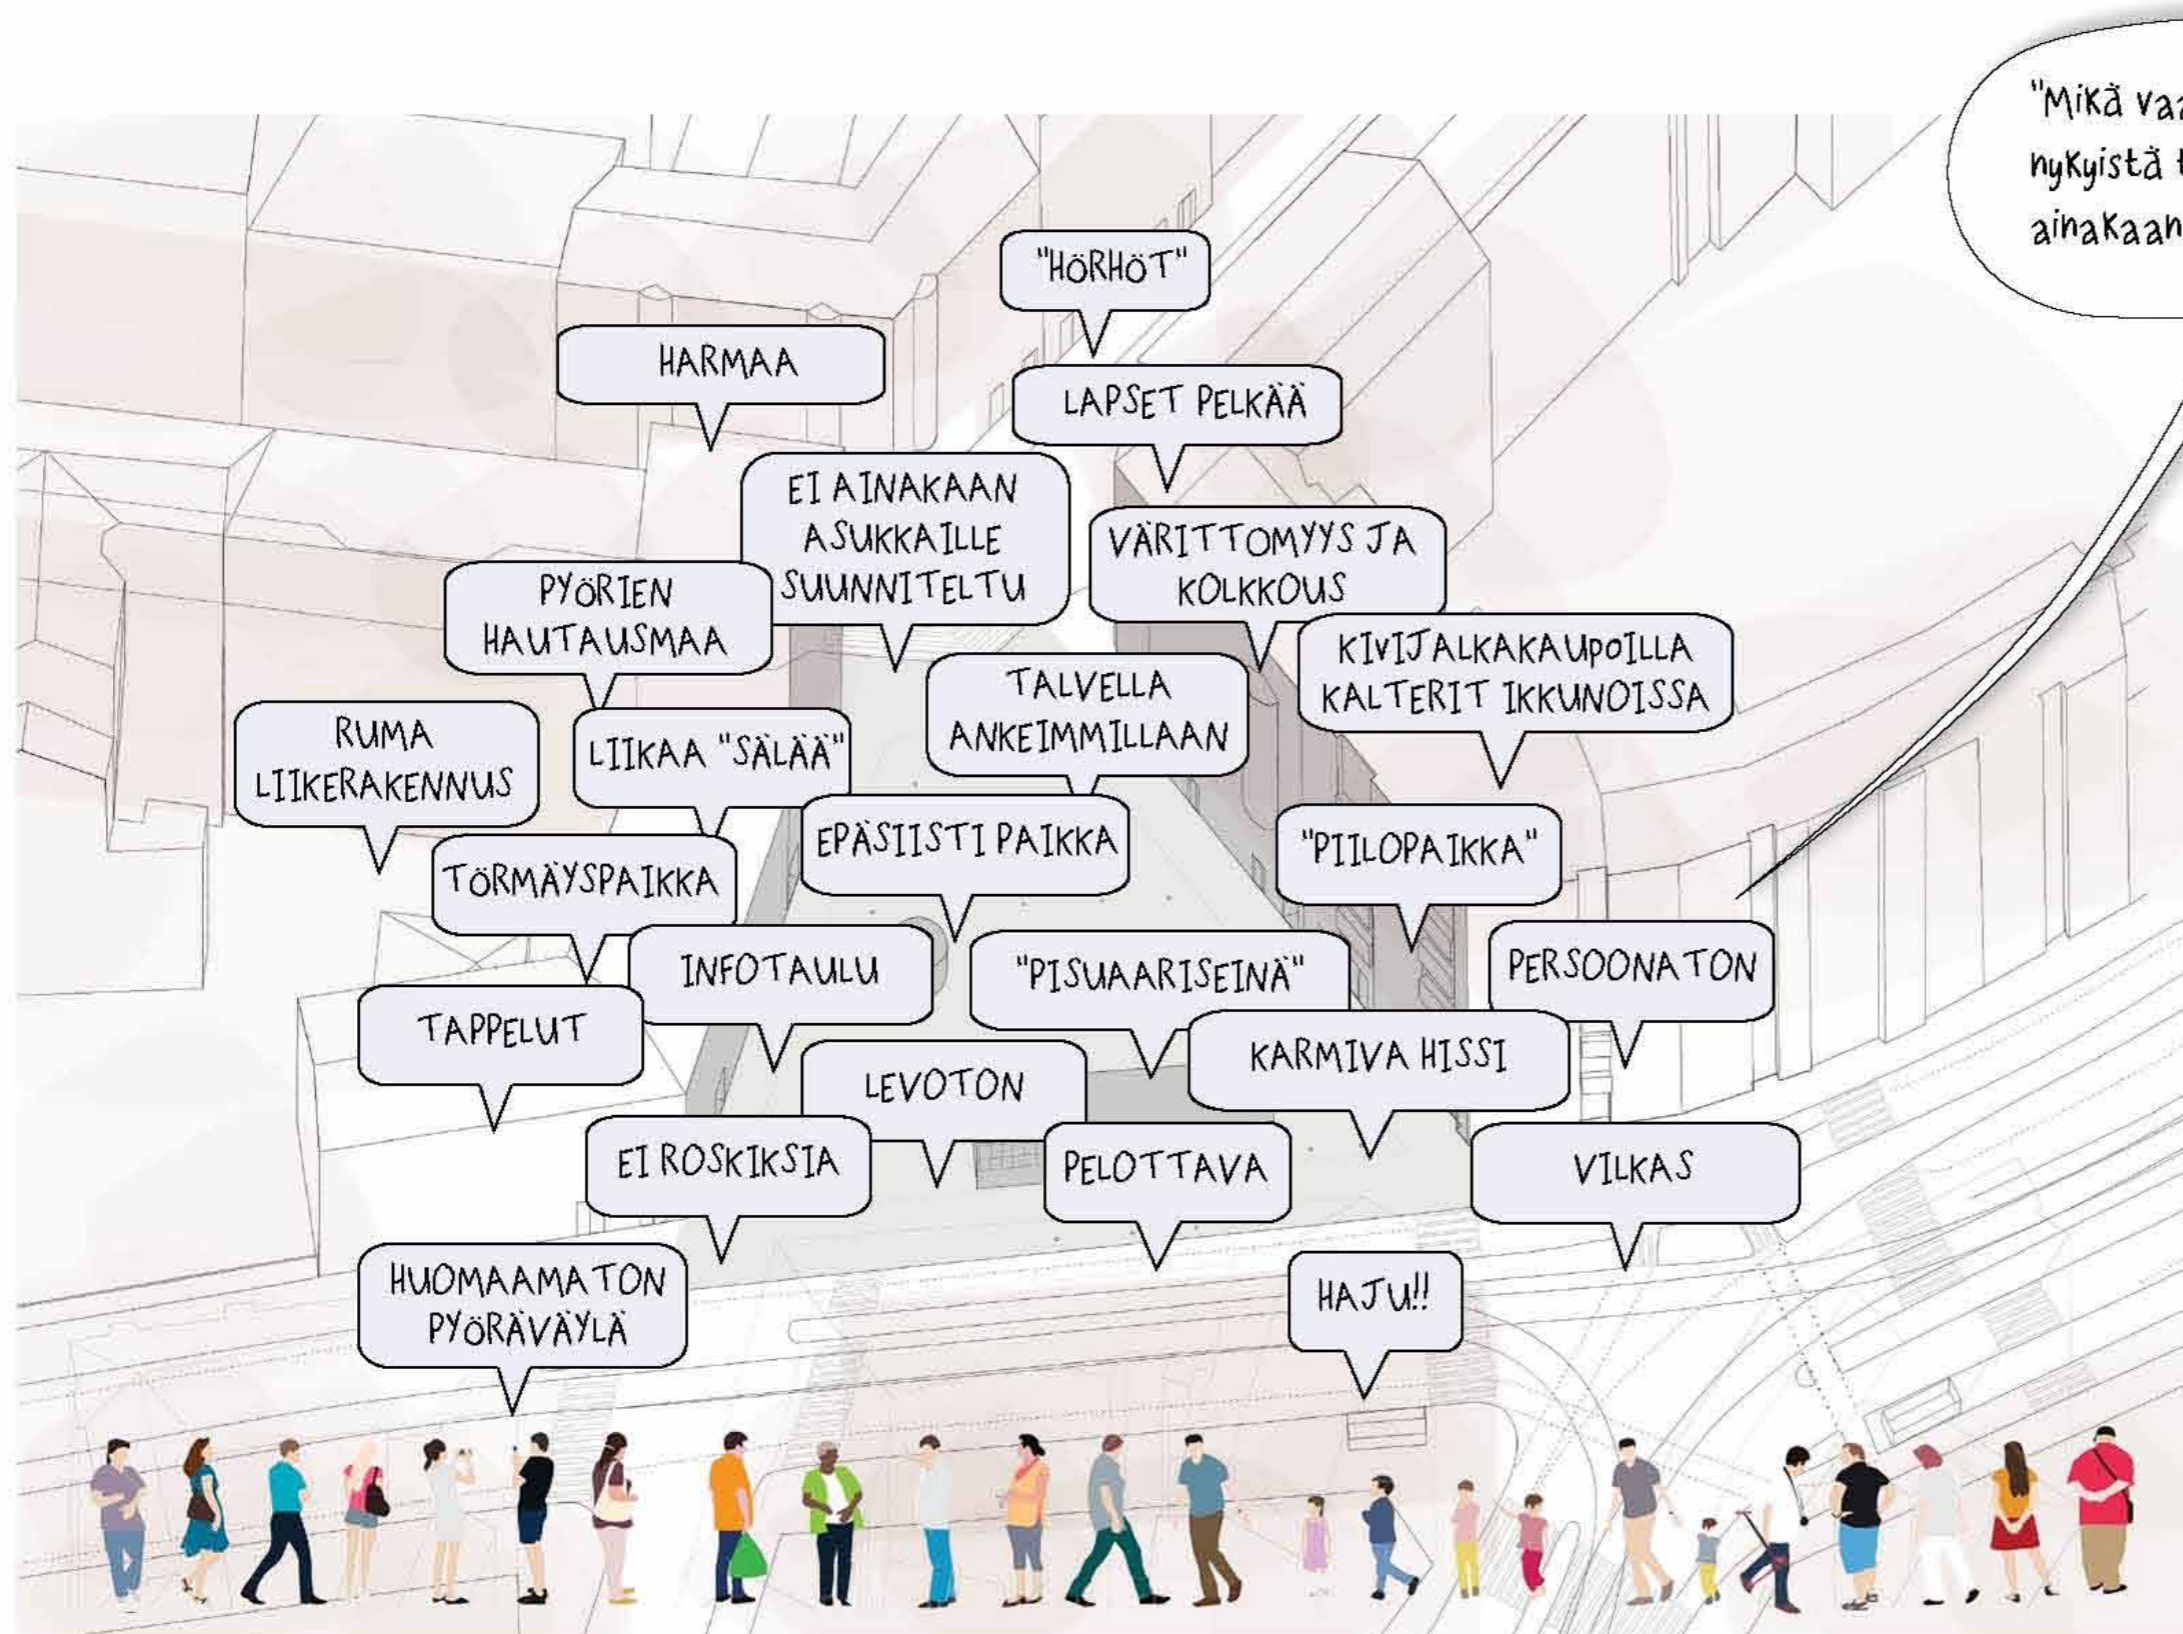 "Mikä
nykyistä
ainakaan
"HÖRHÖT"
HARMAA
LAPSET PELKÄÄ
EI AINAKAAN
ASUKKAILLE
SUUNNITELTU
VÄRITTOMYYS JA
KOLKKOUS
PYÖRIEN
HAUTAUSMAA
KIVIJALKAKAUPOILLA
KALTERIT IKKUNOISSA
TALVELLA
ANKEIMMILLAAN
RUMA
LIIKERAKENNUS
LIIKAA "SÄLÄÄ"
EPÄSIISTI PAIKKA
"PIILOPAIKKA"
TÖRMÄYSPAIKKA
INFOTAULU
"PISUAARISEINÄ"
PERSOONATON
TAPPELUT
KARMIVA HISSI
LEVOTON
EI ROSKIKSIA
PELOTTAVA
VILKAS
HUOMAAMATON
PYÖRÄVÄYLÄ
HAJU!!